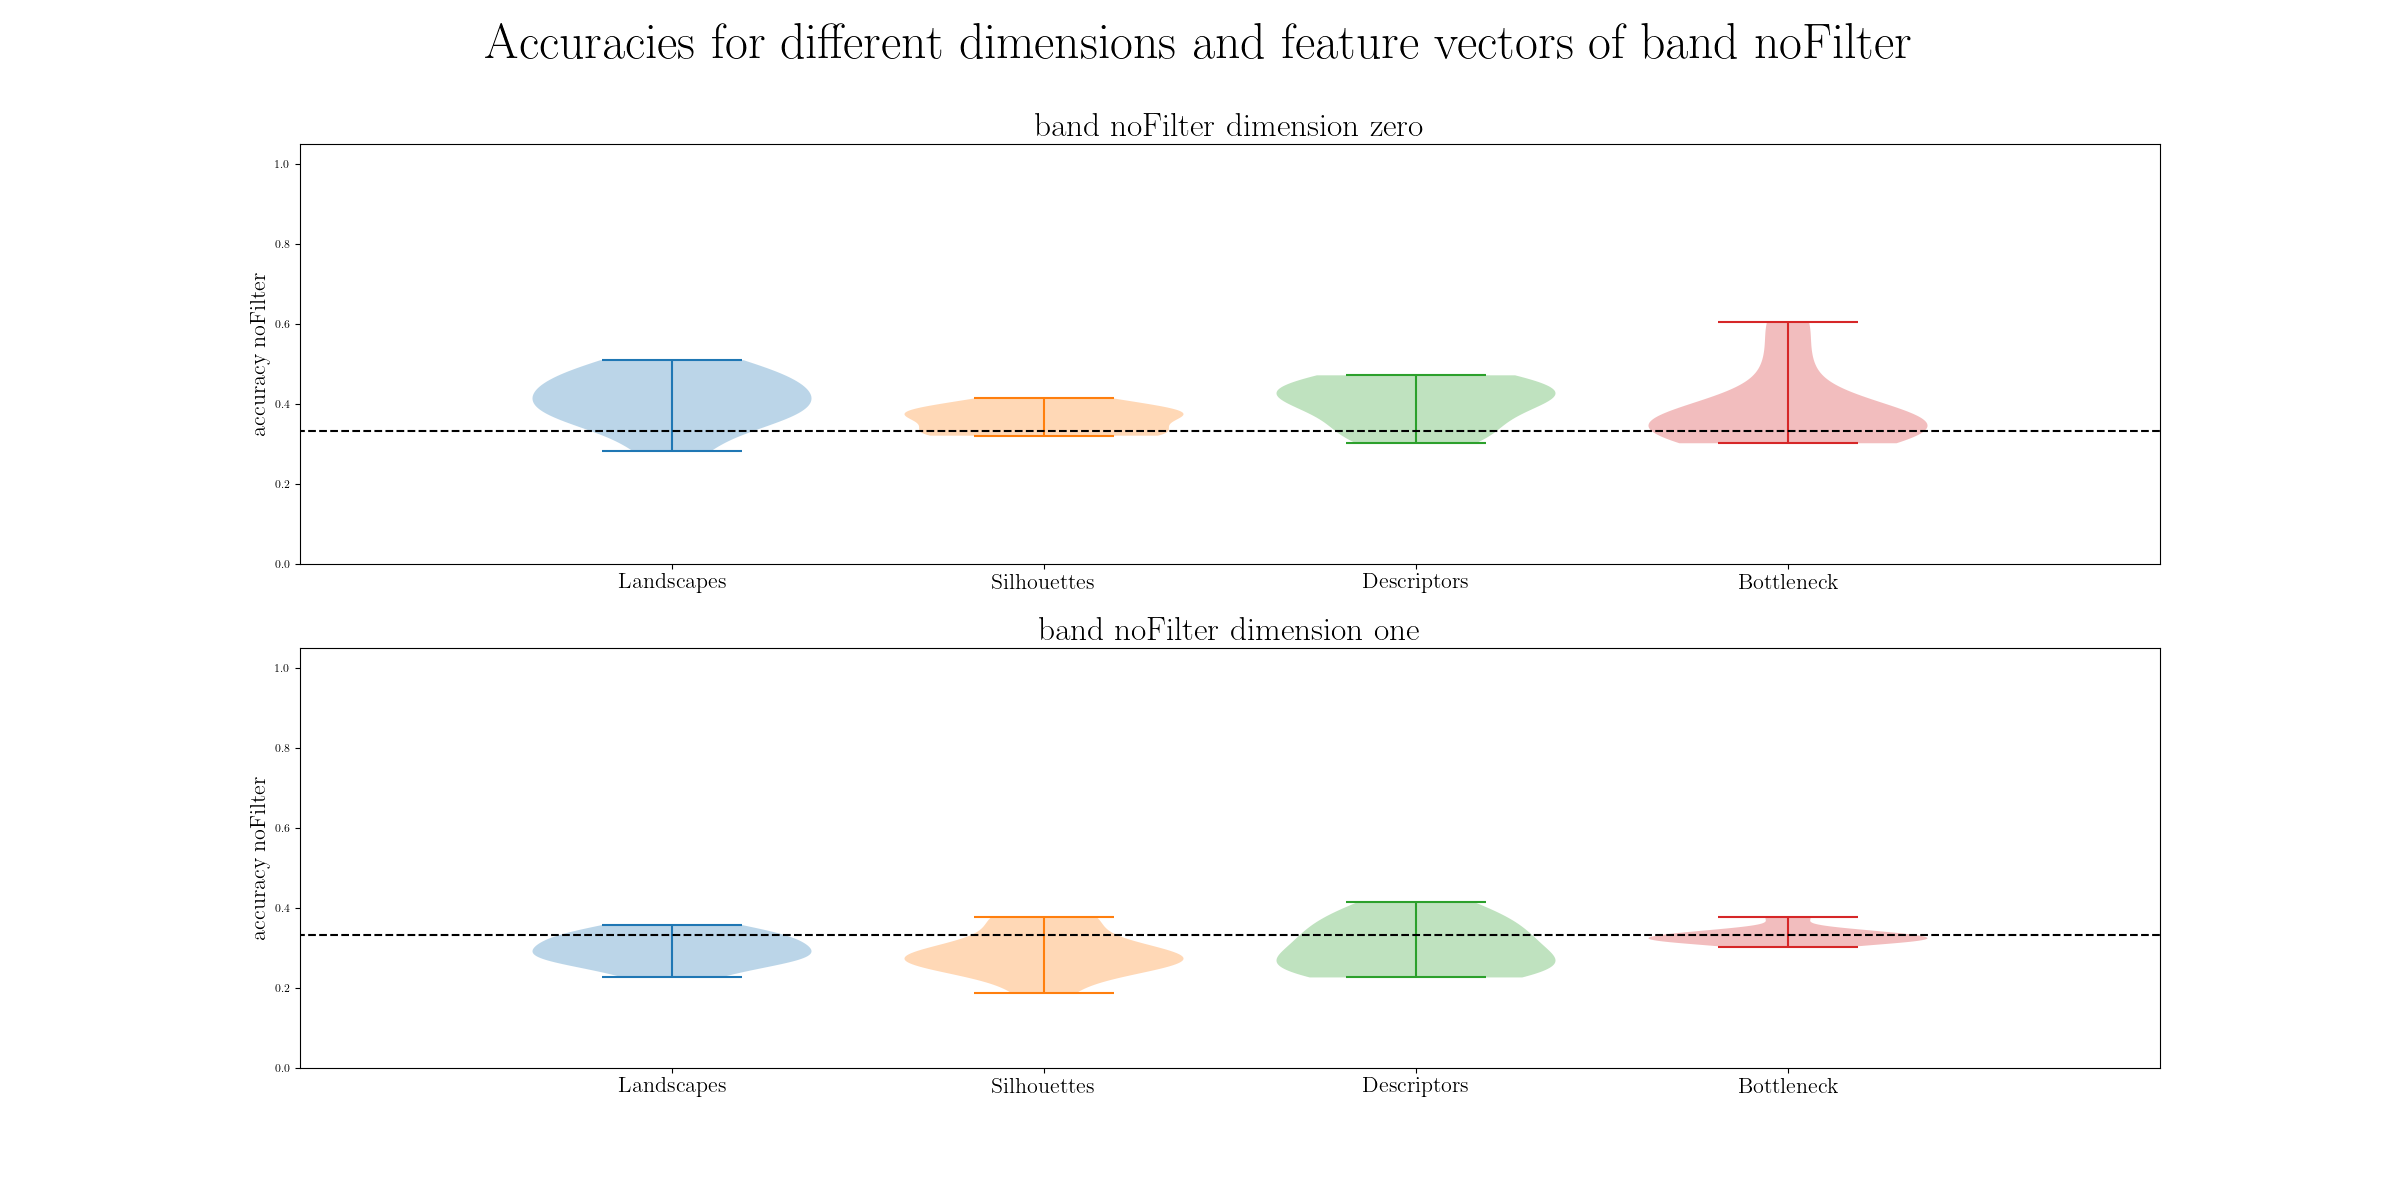 Accuracies for different dimensions and feature vectors of band noFilter
band noFilter dimension zero
accuracy noFilter
1.0
0.8
0.6
0.4
0.2
0.0
Landscapes Silhouettes Descriptors Bottleneck
band noFilter dimension one
accuracy noFilter
1.0
0.8
0.6
0.4
0.2
0.0
Landscapes Silhouettes Descriptors Bottleneck